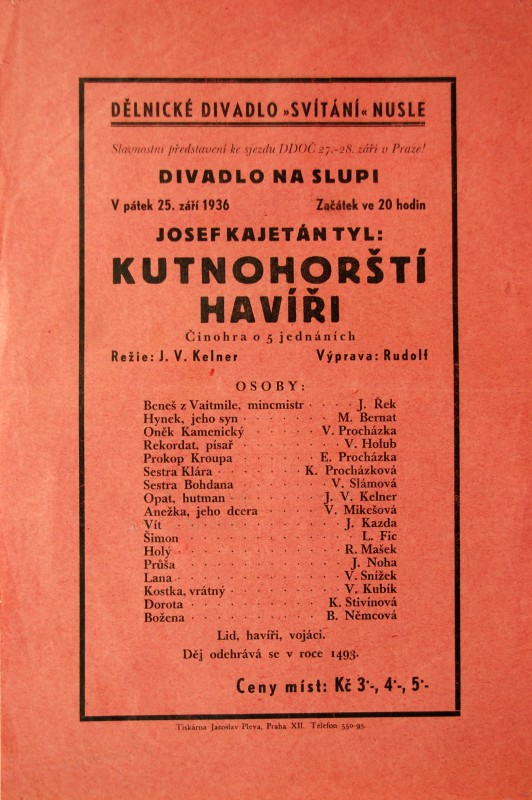 DĚLNICKÉ DIVADLO »SVÍTÁNÍ« NUSLE
Slavnostní představení ke sjezdu DDOČ 27.-28. září v Praze!
DIVADLO NA SLUPI
V pátek 25. září 1936 Začátek ve 20 hodin
JOSEF KAJETÁN TYL:
KUTNOHORŠTÍ
HAVÍŘI
Činohra o 5 jednáních
Režie: J. V. Kelner Výprava: Rudolf
OSOBY:
Beneš z Vaitmile, mincmistr . . . . J. Řek
Hynek, jeho syn . . . . . . . M. Bernat
Oněk Kamenický . . . . . . V. Procházka
Rekordat, písař . . . . . . . V. Holub
Prokop Kroupa . . . . . . E. Procházka
Sestra Klára . . . . . . . K. Procházková
Sestra Bohdana . . . . . . V. Slámová
Opat, hutman . . . . . . . J. V. Kelner
Anežka, jeho dcera . . . . . V. Mikešová
Vít . . . . . . . . . . . J. Kazda
Šimon . . . . . . . . . . L. Fic
Holý . . . . . . . . . . R. Mašek
Průša . . . . . . . . . . J. Noha
Lana . . . . . . . . . . V. Snížek
Kostka, vrátný . . . . . . . V. Kubík
Dorota . . . . . . . . . K. Stivínová
Božena . . . . . . . . . B. Němcová
Lid, havíři, vojáci.
Děj odehrává se v roce 1493.
Ceny míst: Kč 3·-, 4·-, 5·-
Tiskárna Jaroslav Pleva, Praha XII. Telefon 550-95.